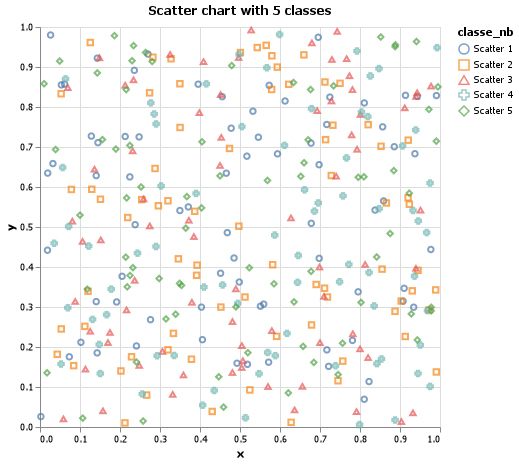 Scatter chart with 5 classes
classe_nb
Scatter 1
Scatter 2
Scatter 3
Scatter 4
Scatter 5
1.0
0.9
0.8
0.7
0.6
0.5
0.4
0.3
0.2
0.1
0.0
y
0.0 0.1 0.2 0.3 0.4 0.5 0.6 0.7 0.8 0.9 1.0
x